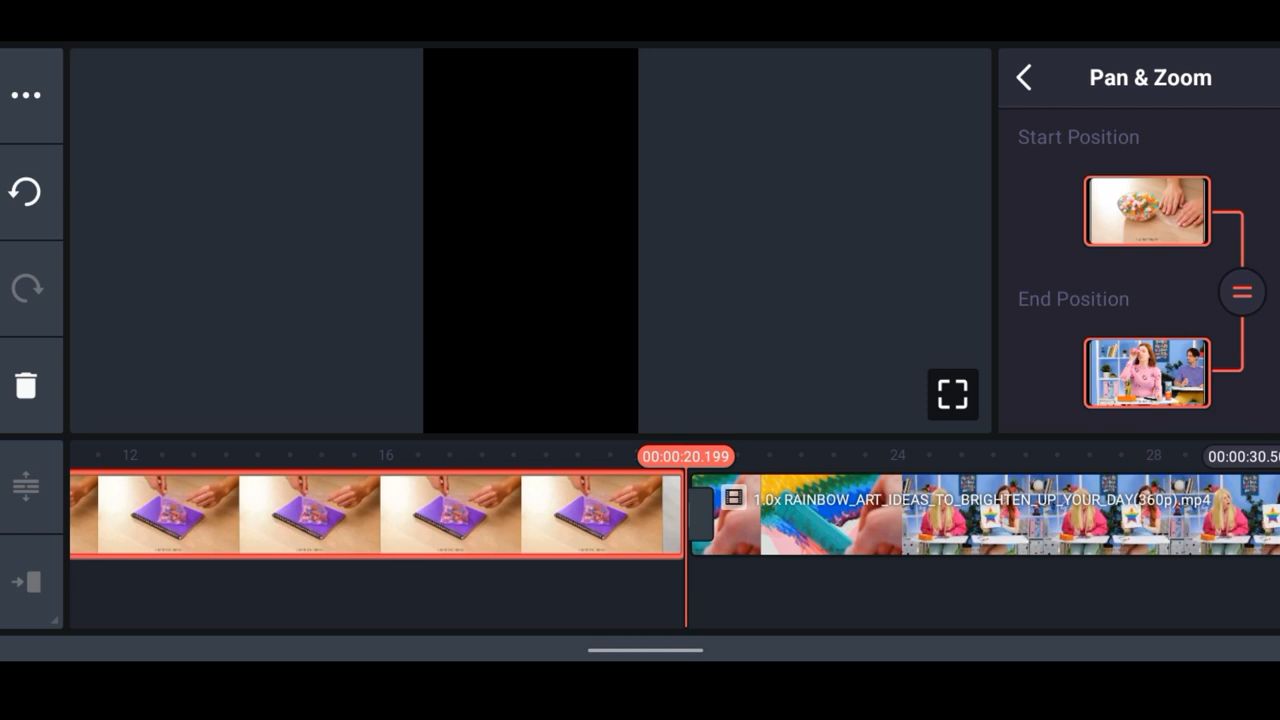 Pan & Zoom
Start Position
End Position
12
16
00:00:20.199
24
28
00:00:30.50
1.0x RAINBOW_ART_IDEAS_TO_BRIGHTEN_UP_YOUR_DAY(360p).mp4